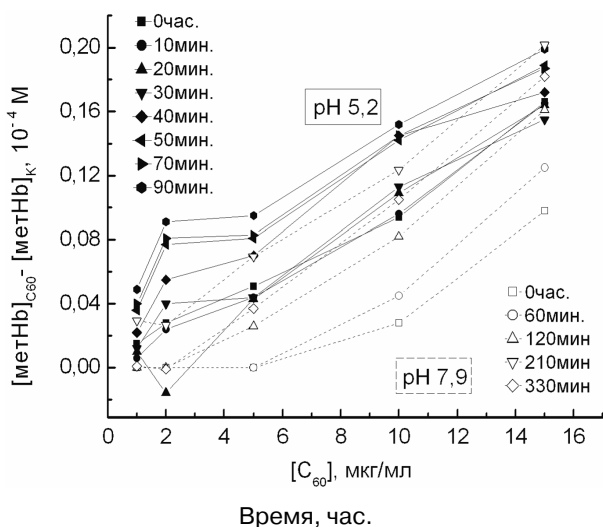 0,20
0,16
0,12
0,08
0,04
0,00
[метHb]C60- [метHb]К, 10-4 М
0час.
10мин.
20мин.
30мин.
40мин.
50мин.
70мин.
90мин.
pH 5,2
0час.
60мин.
120мин
210мин
330мин
pH 7,9
0 2 4 6 8 10 12 14 16
[C60], мкг/мл
Время, час.